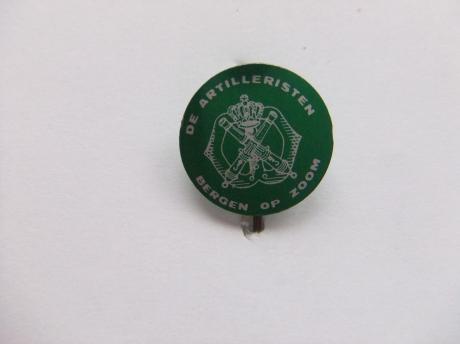 DE ARTILLERISTEN
BERGEN OP ZOOM